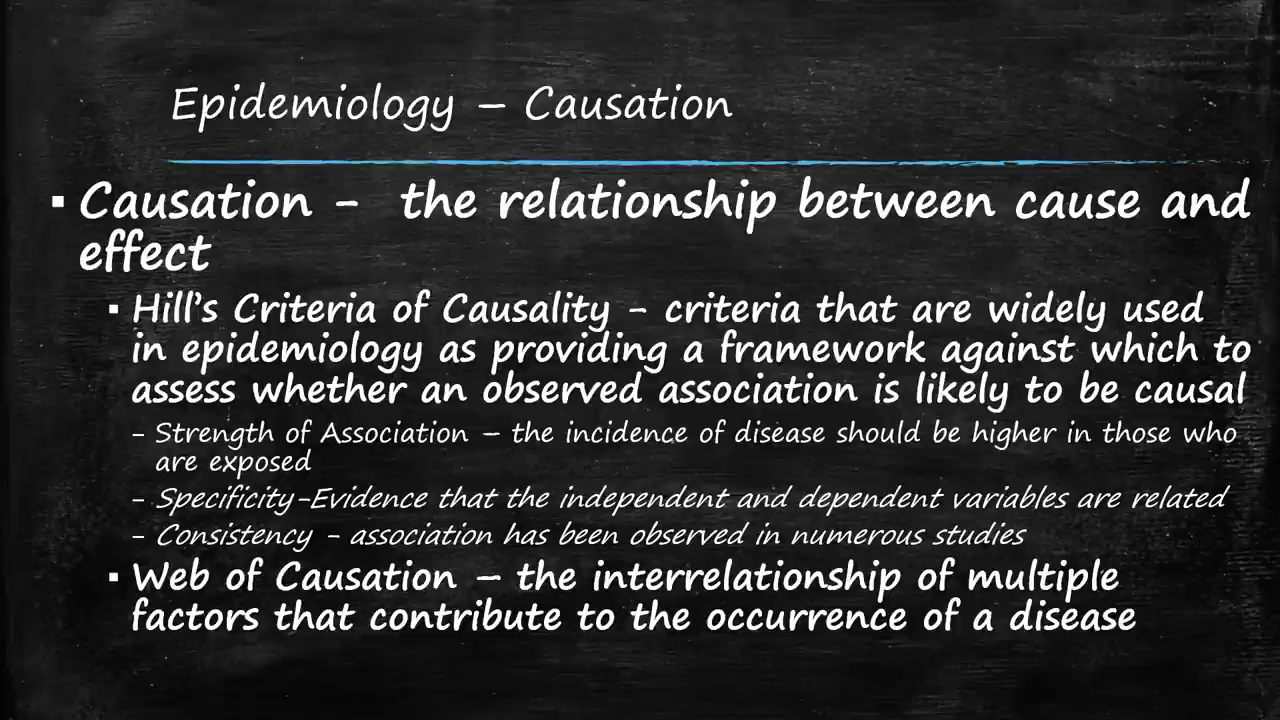 Epidemiology – Causation
▪ Causation - the relationship between cause and
effect
▪ Hill's Criteria of Causality - criteria that are widely used
in epidemiology as providing a framework against which to
assess whether an observed association is likely to be causal
– Strength of Association – the incidence of disease should be higher in those who
are exposed
– Specificity-Evidence that the independent and dependent variables are related
– Consistency - association has been observed in numerous studies
▪ Web of Causation – the interrelationship of multiple
factors that contribute to the occurrence of a disease